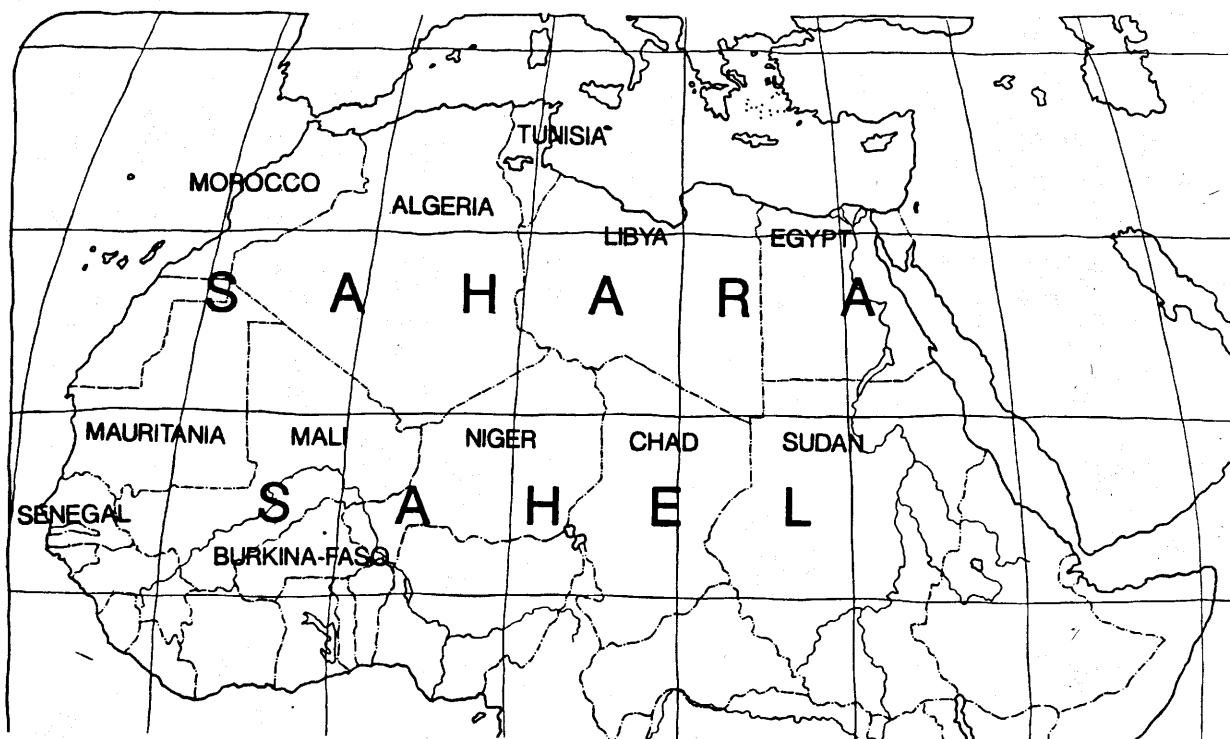 TUNISIA
MOROCCO
ALGERIA
LIBYA
EGYPT
S A H A R A
MAURITANIA
MALI
NIGER
CHAD
SUDAN
S A H E L
SENEGAL
BURKINA-FASO